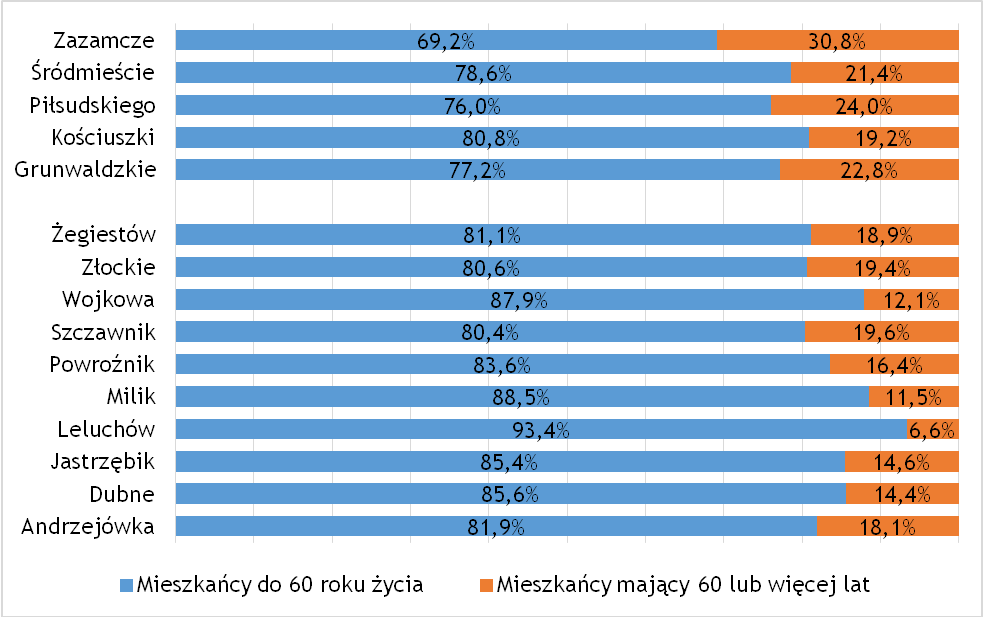 Zazamcze 69,2% 30,8%
Śródmieście 78,6% 21,4%
Piłsudskiego 76,0% 24,0%
Kościuszki 80,8% 19,2%
Grunwaldzkie 77,2% 22,8%
Żegiestów 81,1% 18,9%
Złockie 80,6% 19,4%
Wojkowa 87,9% 12,1%
Szczawnik 80,4% 19,6%
Powroźnik 83,6% 16,4%
Milik 88,5% 11,5%
Leluchów 93,4% 6,6%
Jastrzębik 85,4% 14,6%
Dubne 85,6% 14,4%
Andrzejówka 81,9% 18,1%
Mieszkańcy do 60 roku życia Mieszkańcy mający 60 lub więcej lat